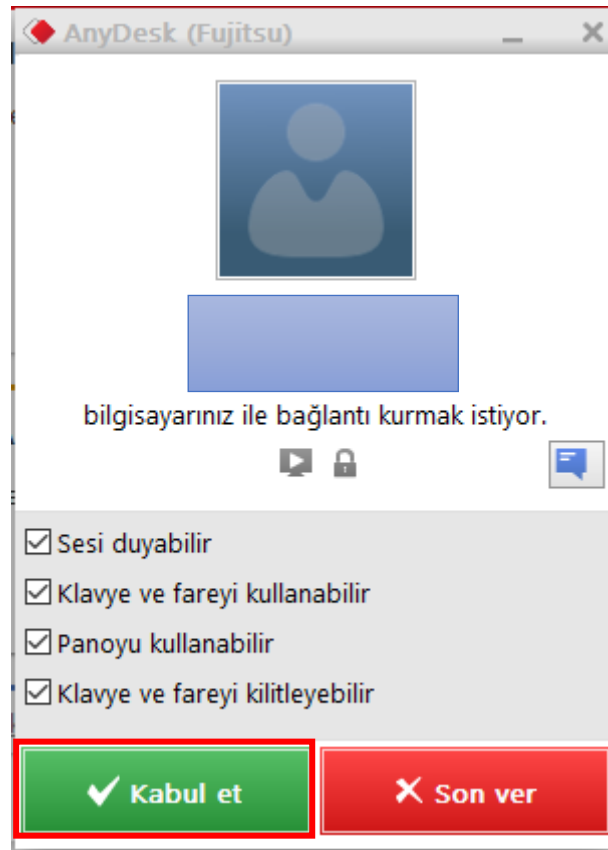 AnyDesk (Fujitsu)
bilgisayarınız ile bağlantı kurmak istiyor.
Sesi duyabilir
Klavye ve fareyi kullanabilir
Panoyu kullanabilir
Klavye ve fareyi kilitleyebilir
Kabul et
Son ver